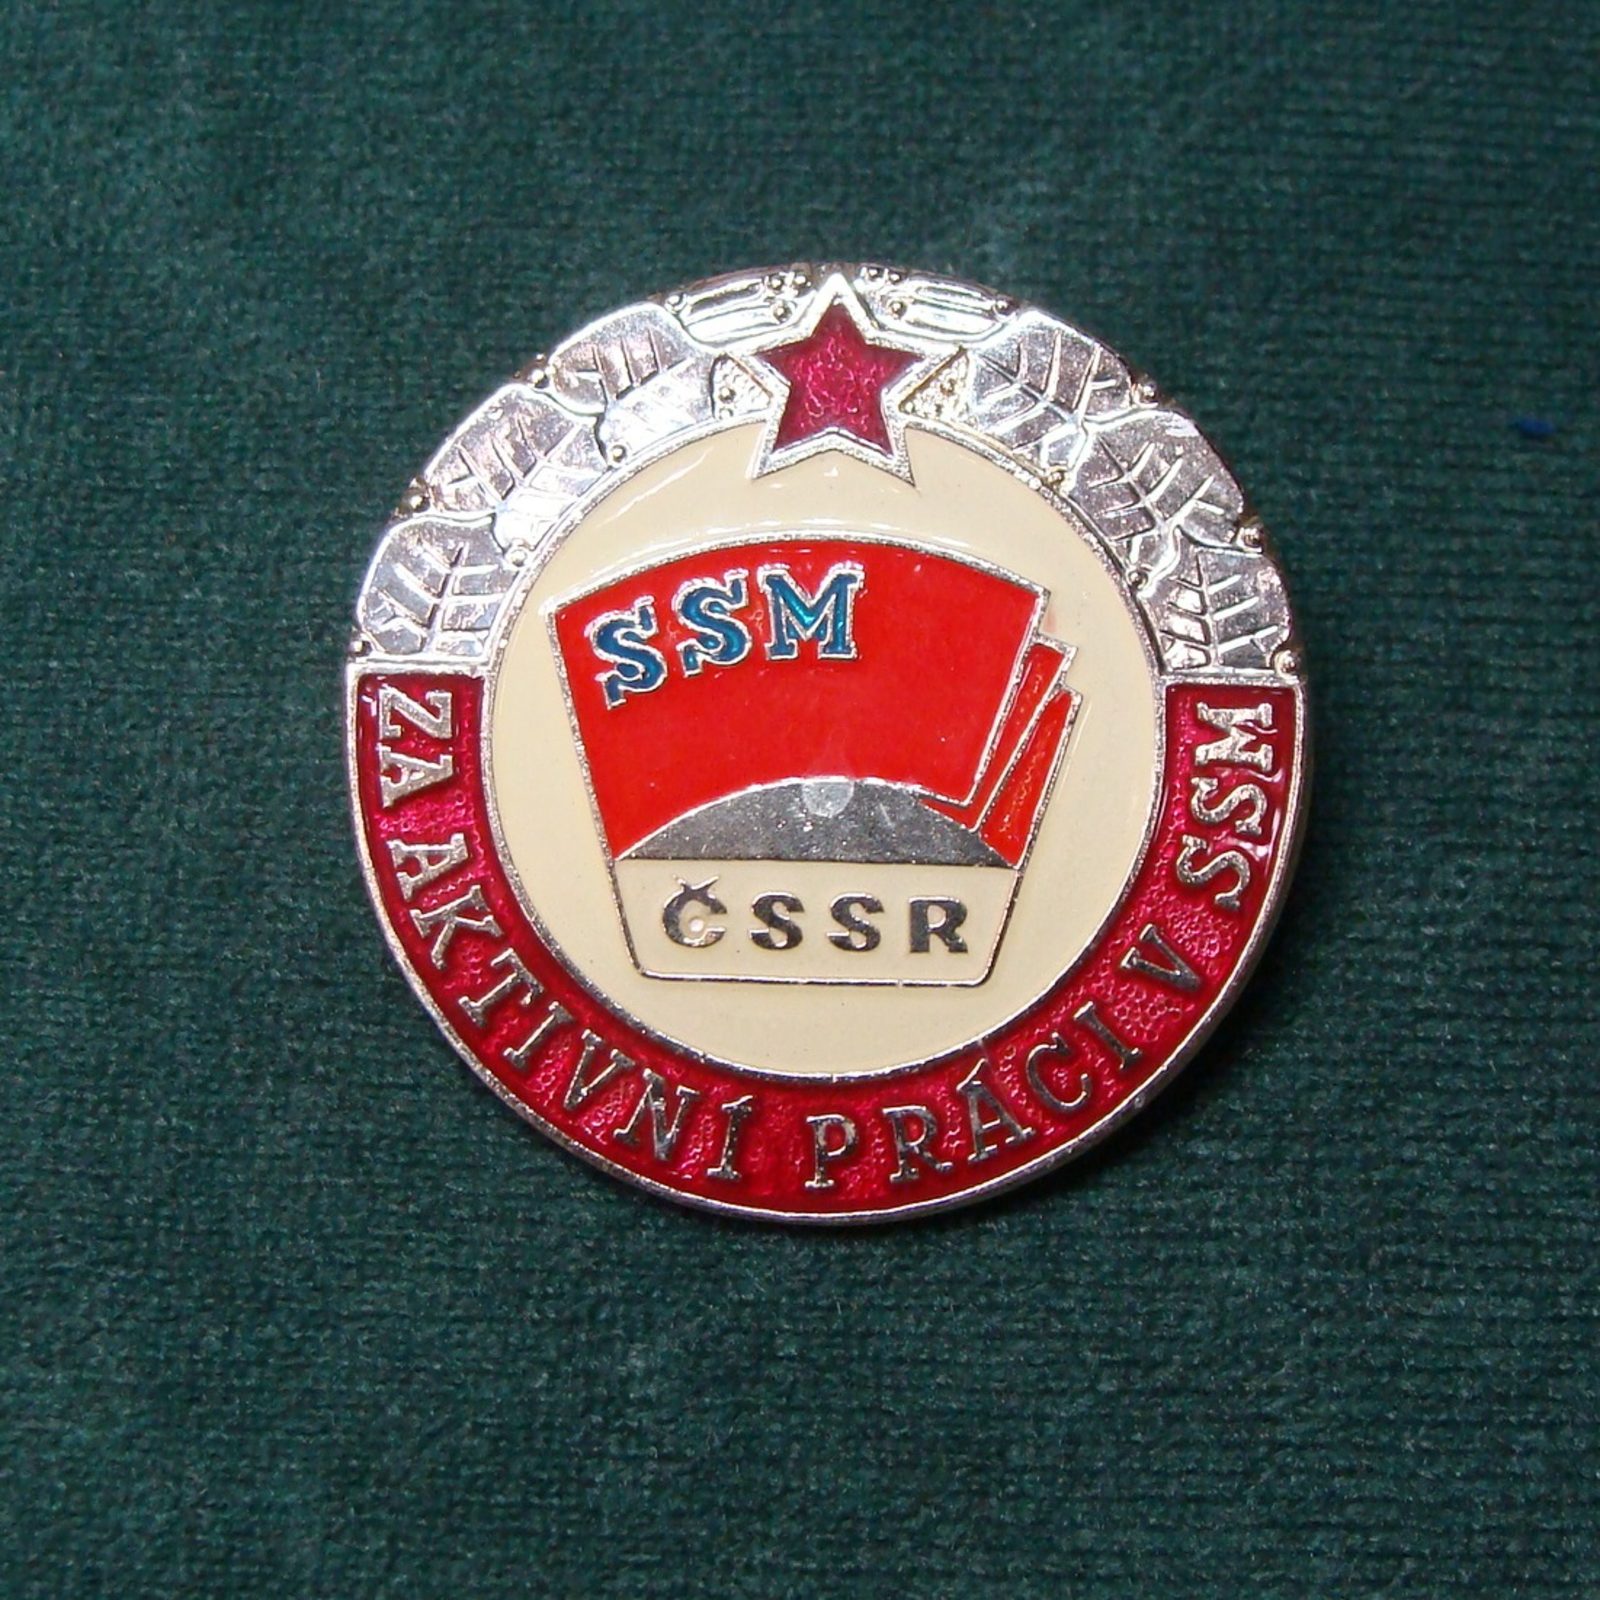 SSM
ČSSR
ZA AKTIVNÍ PRÁCI V SSM